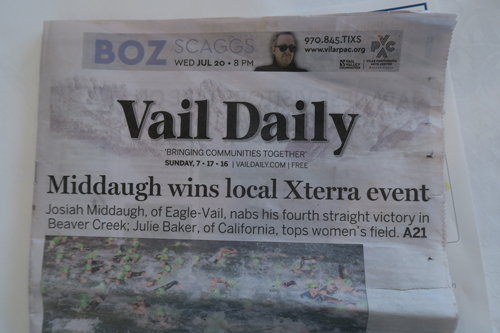 BOZ SCAGGS
WED JUL 20 • 8 PM
970.845.TIXS
www.vilarpac.org
Vail Daily
'BRINGING COMMUNITIES TOGETHER'
SUNDAY, 7 • 17 • 16 | VAILDAILY.COM | FREE
Middaugh wins local Xterra event
Josiah Middaugh, of Eagle-Vail, nabs his fourth straight victory in
Beaver Creek; Julie Baker, of California, tops women's field. A21